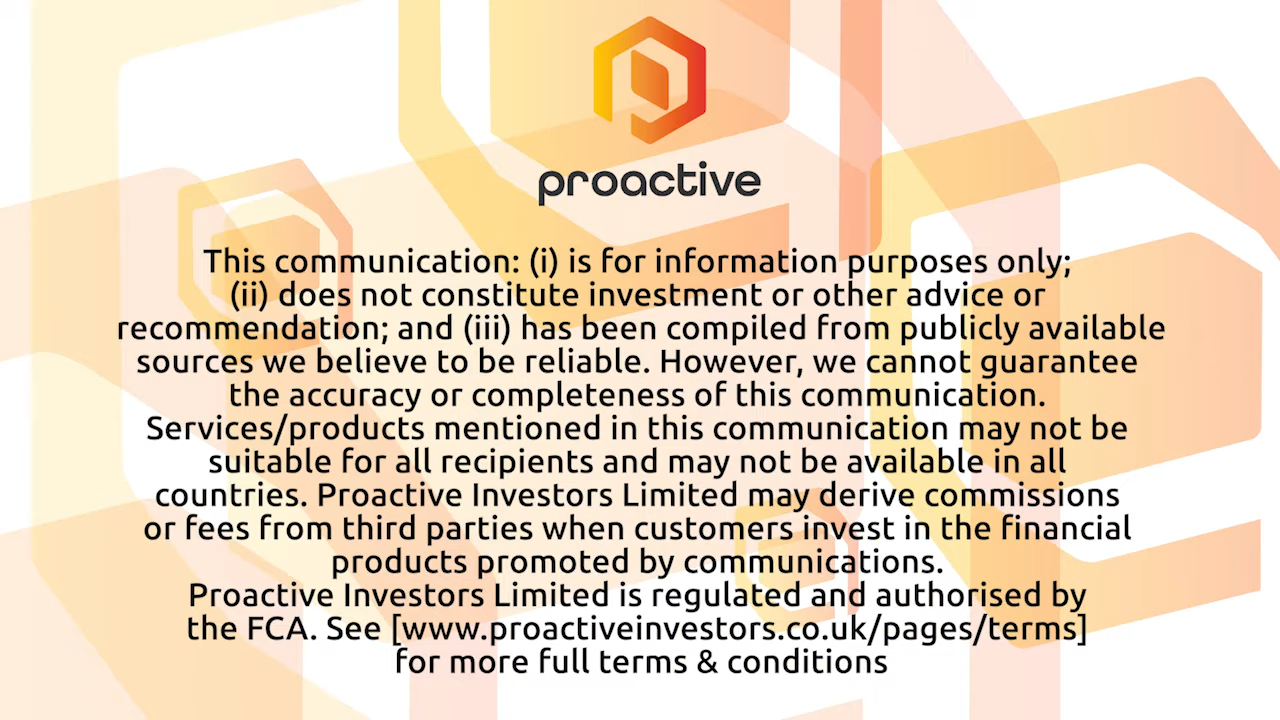 proactive
This communication: (i) is for information purposes only;
(ii) does not constitute investment or other advice or
recommendation; and (iii) has been compiled from publicly available
sources we believe to be reliable. However, we cannot guarantee
the accuracy or completeness of this communication.
Services/products mentioned in this communication may not be
suitable for all recipients and may not be available in all
countries. Proactive Investors Limited may derive commissions
or fees from third parties when customers invest in the financial
products promoted by communications.
Proactive Investors Limited is regulated and authorised by
the FCA. See [www.proactiveinvestors.co.uk/pages/terms]
for more full terms & conditions